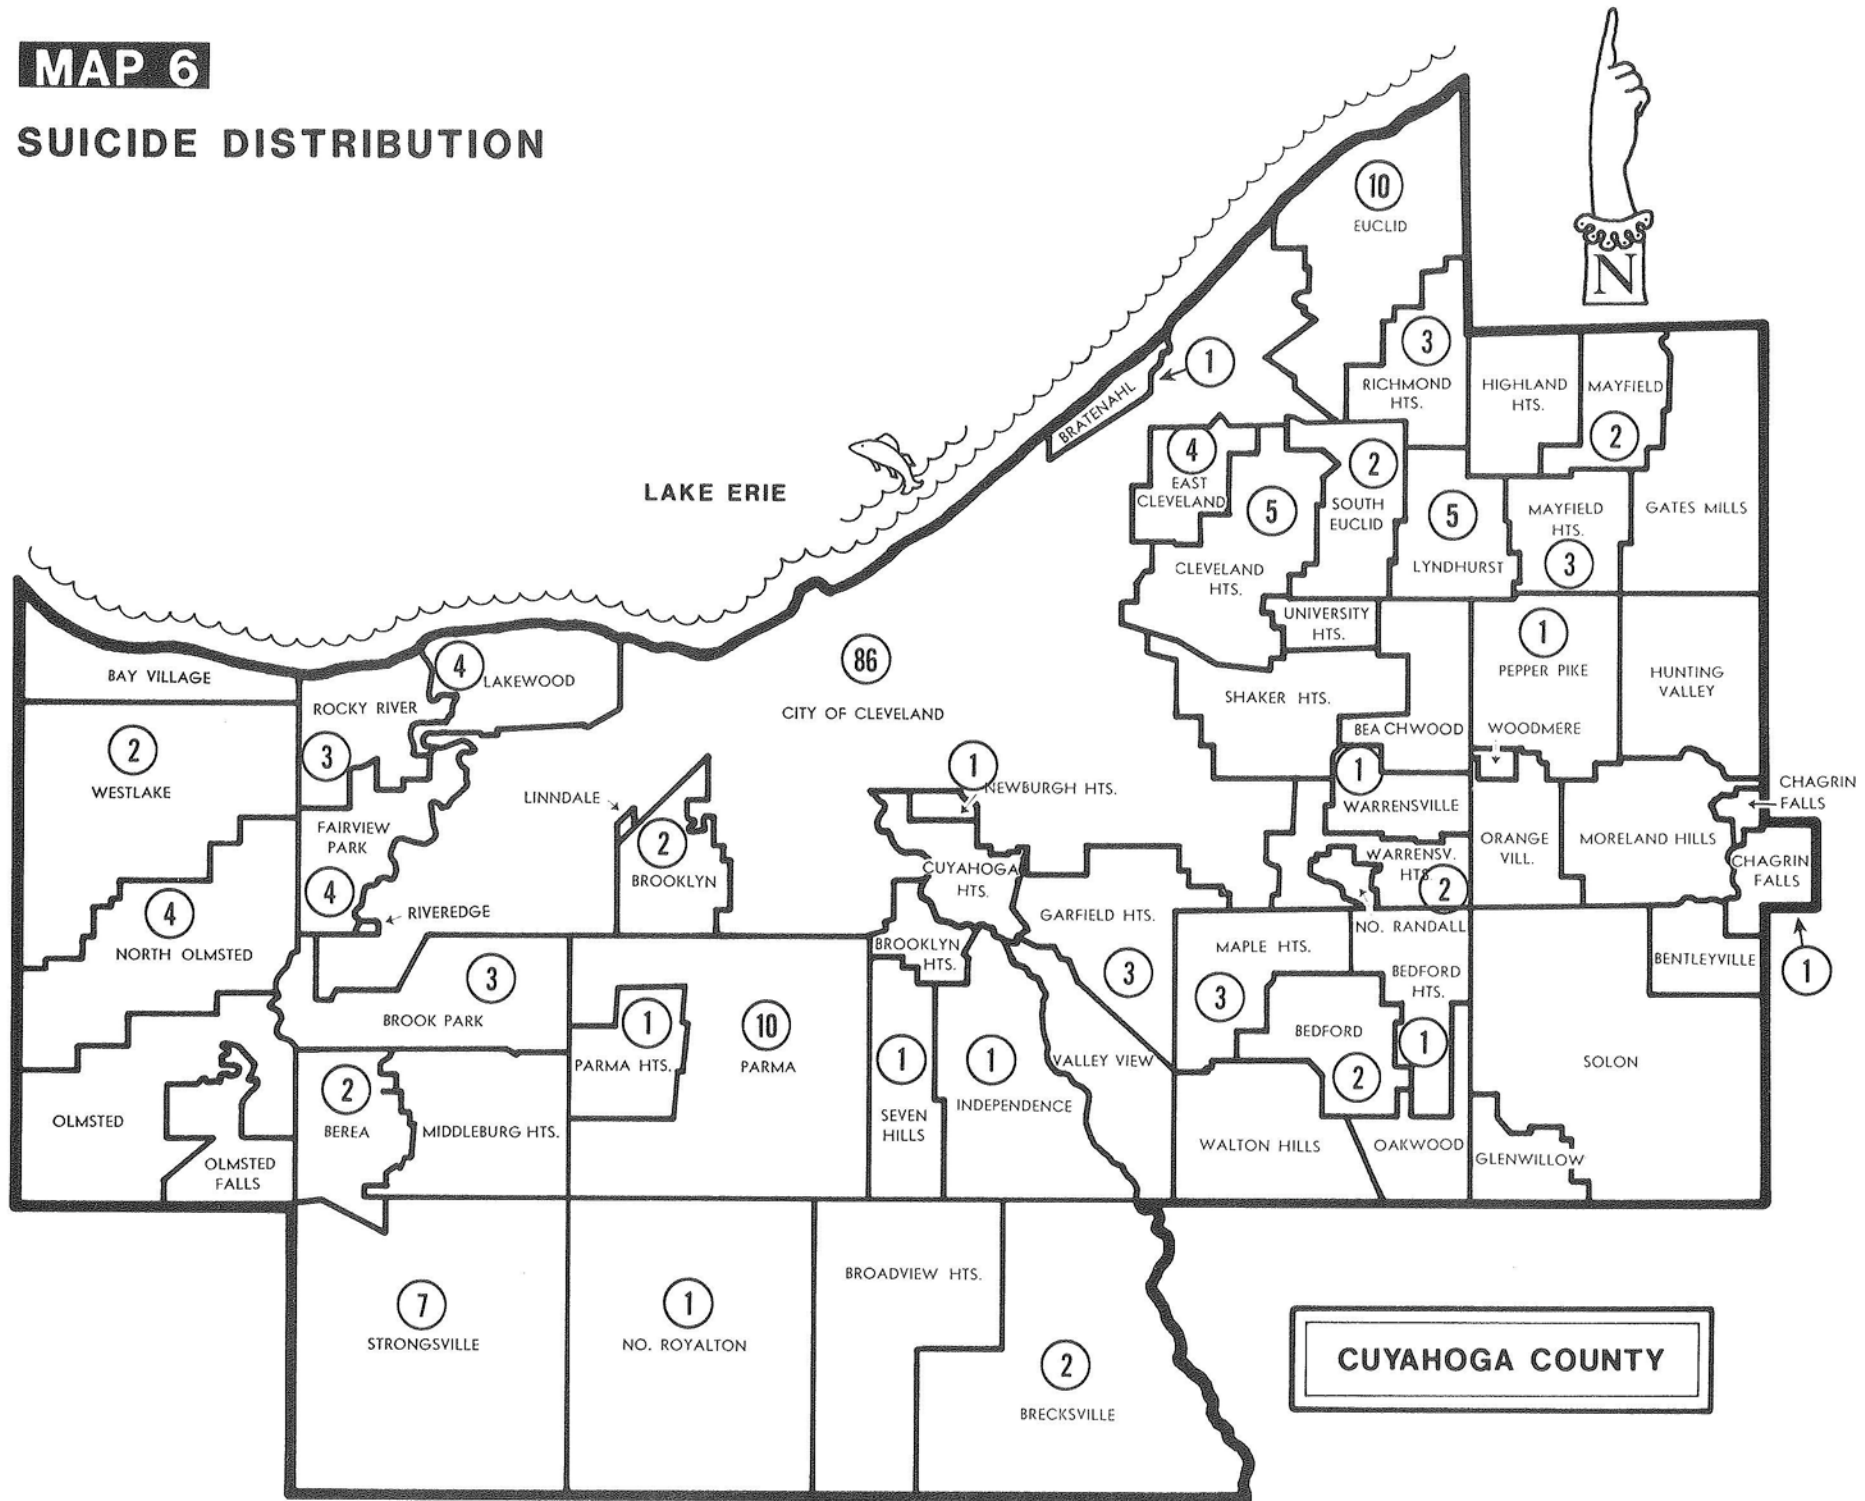 MAP 6
SUICIDE DISTRIBUTION
N
10
EUCLID
3
RICHMOND
HTS.
HIGHLAND
HTS.
MAYFIELD
2
1
BRATENAHL
4
EAST
CLEVELAND
5
CLEVELAND
HTS.
2
SOUTH
EUCLID
5
LYNDHURST
MAYFIELD
HTS.
3
GATES MILLS
LAKE ERIE
UNIVERSITY
HTS.
1
PEPPER PIKE
HUNTING
VALLEY
BAY VILLAGE
ROCKY RIVER
3
4
LAKEWOOD
86
CITY OF CLEVELAND
SHAKER HTS.
BEACHWOOD
WOODMERE
2
WESTLAKE
1
NEWBURGH HTS.
1
WARRENSVILLE
CHAGRIN
FALLS
LINNDALE
FAIRVIEW
PARK
4
2
BROOKLYN
CUYAHOGA
HTS.
WARRENSV.
HTS.
2
ORANGE
VILL.
MORELAND HILLS
CHAGRIN
FALLS
1
4
NORTH OLMSTED
RIVEREDGE
BROOKLYN
HTS.
GARFIELD HTS.
3
MAPLE HTS.
3
NO. RANDALL
BEDFORD
HTS.
1
BENTLEYVILLE
3
BROOK PARK
1
PARMA HTS.
10
PARMA
1
SEVEN
HILLS
1
INDEPENDENCE
VALLEY VIEW
BEDFORD
2
SOLON
OLMSTED
OLMSTED
FALLS
2
BEREA
MIDDLEBURG HTS.
WALTON HILLS
OAKWOOD
GLENWILLOW
7
STRONGSVILLE
1
NO. ROYALTON
BROADVIEW HTS.
2
BRECKSVILLE
CUYAHOGA COUNTY